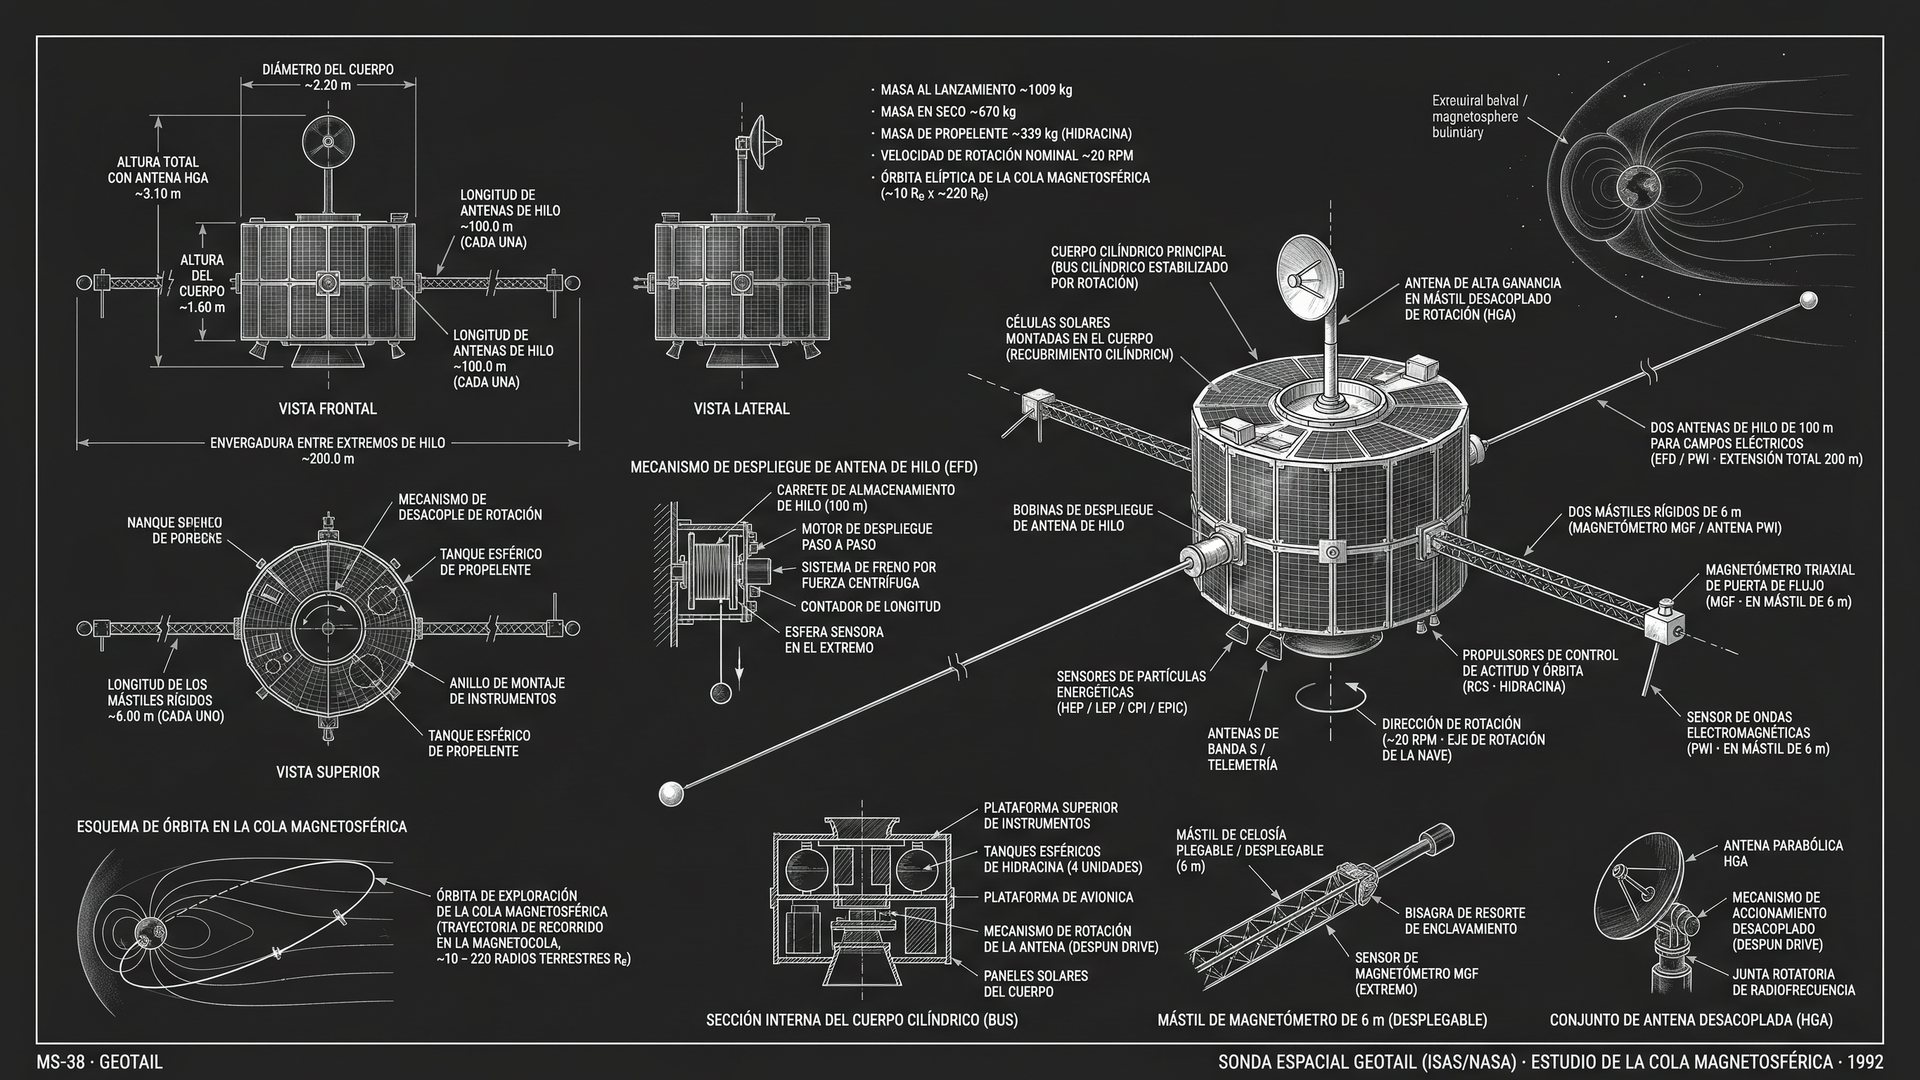 DIÁMETRO DEL CUERPO
~2.20 m
ALTURA TOTAL
CON ANTENA HGA
~3.10 m
ALTURA
DEL
CUERPO
~1.60 m
LONGITUD DE
ANTENAS DE HILO
~100.0 m
(CADA UNA)
LONGITUD DE
ANTENAS DE HILO
~100.0 m
(CADA UNA)
VISTA FRONTAL
ENVERGADURA ENTRE EXTREMOS DE HILO
~200.0 m
VISTA LATERAL
· MASA AL LANZAMIENTO ~1009 kg
· MASA EN SECO ~670 kg
· MASA DE PROPELENTE ~339 kg (HIDRACINA)
· VELOCIDAD DE ROTACIÓN NOMINAL ~20 RPM
· ÓRBITA ELÍPTICA DE LA COLA MAGNETOSFÉRICA
(~10 Re x ~220 Re)
Exreuiral balval /
magnetosphere
bulinuary
CUERPO CILÍNDRICO PRINCIPAL
(BUS CILÍNDRICO ESTABILIZADO
POR ROTACIÓN)
CÉLULAS SOLARES
MONTADAS EN EL CUERPO
(RECUBRIMIENTO CILÍNDRICN)
ANTENA DE ALTA GANANCIA
EN MÁSTIL DESACOPLADO
DE ROTACIÓN (HGA)
DOS ANTENAS DE HILO DE 100 m
PARA CAMPOS ELÉCTRICOS
(EFD / PWI · EXTENSIÓN TOTAL 200 m)
BOBINAS DE DESPLIEGUE
DE ANTENA DE HILO
DOS MÁSTILES RÍGIDOS DE 6 m
(MAGNETÓMETRO MGF / ANTENA PWI)
MAGNETÓMETRO TRIAXIAL
DE PUERTA DE FLUJO
(MGF · EN MÁSTIL DE 6 m)
PROPULSORES DE CONTROL
DE ACTITUD Y ÓRBITA
(RCS · HIDRACINA)
SENSOR DE ONDAS
ELECTROMAGNÉTICAS
(PWI · EN MÁSTIL DE 6 m)
SENSORES DE PARTÍCULAS
ENERGÉTICAS
(HEP / LEP / CPI / EPIC)
ANTENAS DE
BANDA S /
TELEMETRÍA
DIRECCIÓN DE ROTACIÓN
(~20 RPM · EJE DE ROTACIÓN
DE LA NAVE)
MECANISMO DE DESPLIEGUE DE ANTENA DE HILO (EFD)
CARRETE DE ALMACENAMIENTO
DE HILO (100 m)
MOTOR DE DESPLIEGUE
PASO A PASO
SISTEMA DE FRENO POR
FUERZA CENTRÍFUGA
CONTADOR DE LONGITUD
ESFERA SENSORA
EN EL EXTREMO
MECANISMO DE
DESACOPLE DE ROTACIÓN
NANQUE
DE
TANQUE ESFÉRICO
DE PROPELENTE
LONGITUD DE LOS
MÁSTILES RÍGIDOS
~6.00 m (CADA UNO)
ANILLO DE MONTAJE
DE INSTRUMENTOS
TANQUE ESFÉRICO
DE PROPELENTE
VISTA SUPERIOR
ESQUEMA DE ÓRBITA EN LA COLA MAGNETOSFÉRICA
ÓRBITA DE EXPLORACIÓN
DE LA COLA MAGNETOSFÉRICA
(TRAYECTORIA DE RECORRIDO
EN LA MAGNETOCOLA,
~10 – 220 RADIOS TERRESTRES Re)
PLATAFORMA SUPERIOR
DE INSTRUMENTOS
TANQUES ESFÉRICOS
DE HIDRACINA (4 UNIDADES)
PLATAFORMA DE AVIONICA
MECANISMO DE ROTACIÓN
DE LA ANTENA (DESPUN DRIVE)
PANELES SOLARES
DEL CUERPO
SECCIÓN INTERNA DEL CUERPO CILÍNDRICO (BUS)
MÁSTIL DE CELOSÍA
PLEGABLE / DESPLEGABLE
(6 m)
BISAGRA DE RESORTE
DE ENCLAVAMIENTO
SENSOR DE
MAGNETÓMETRO MGF
(EXTREMO)
MÁSTIL DE MAGNETÓMETRO DE 6 m (DESPLEGABLE)
ANTENA PARABÓLICA
HGA
MECANISMO DE
ACCIONAMIENTO
DESACOPLADO
(DESPUN DRIVE)
JUNTA ROTATORIA
DE RADIOFRECUENCIA
CONJUNTO DE ANTENA DESACOPLADA (HGA)
MS-38 · GEOTAIL
SONDA ESPACIAL GEOTAIL (ISAS/NASA) · ESTUDIO DE LA COLA MAGNETOSFÉRICA · 1992